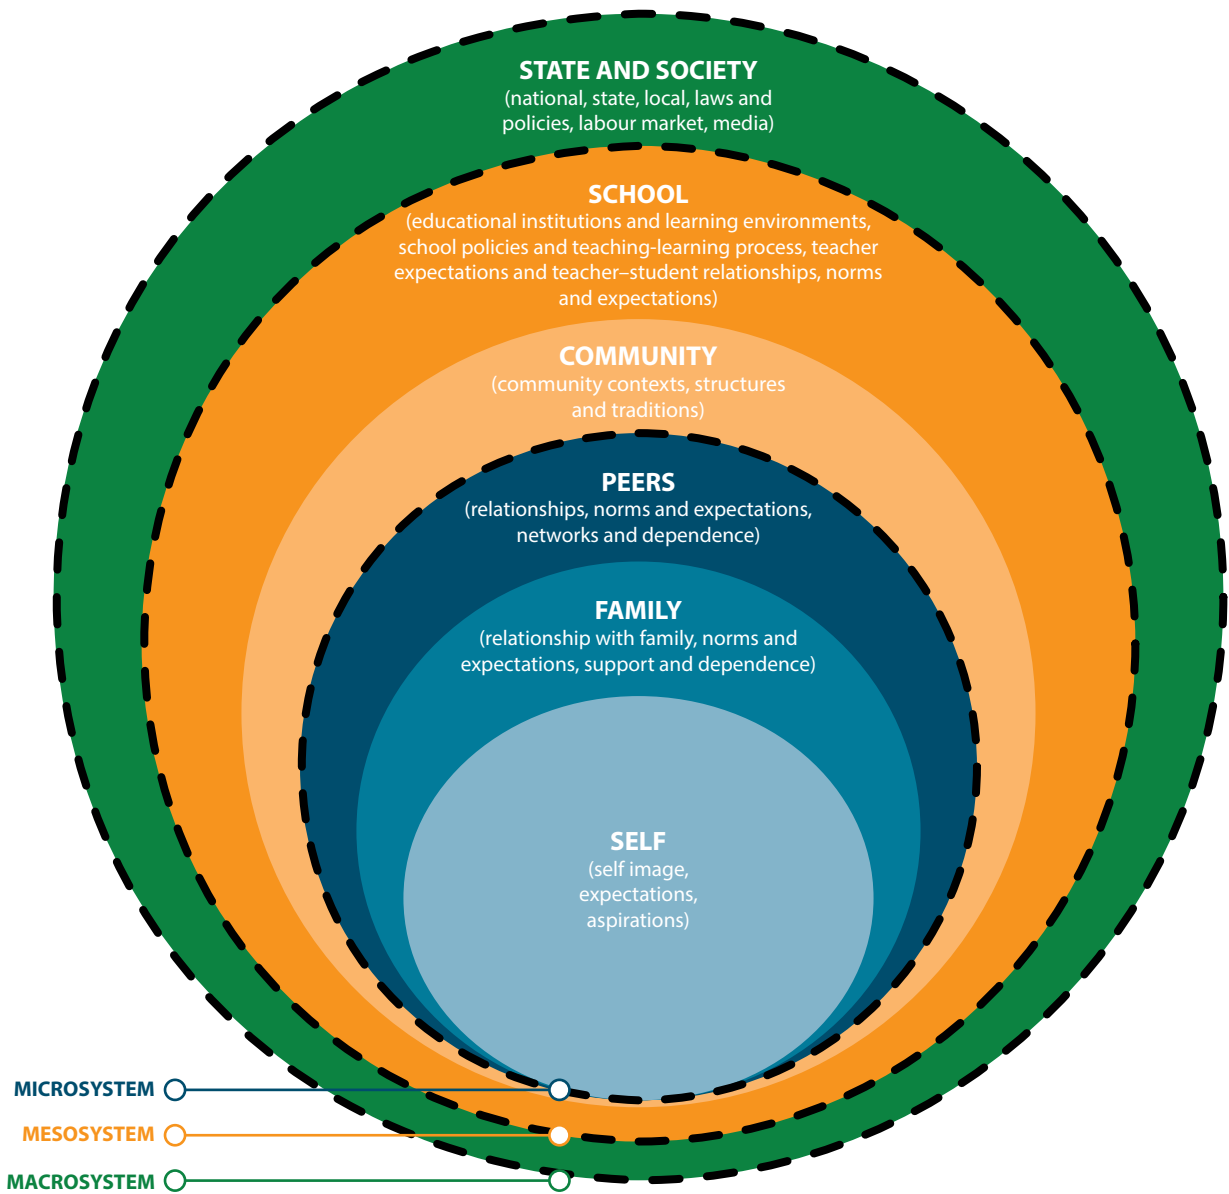 STATE AND SOCIETY
(national, state, local, laws and
policies, labour market, media)
SCHOOL
(educational institutions and learning environments,
school policies and teaching-learning process, teacher
expectations and teacher–student relationships, norms
and expectations)
COMMUNITY
(community contexts, structures
and traditions)
PEERS
(relationships, norms and expectations,
networks and dependence)
FAMILY
(relationship with family, norms and
expectations, support and dependence)
SELF
(self image,
expectations,
aspirations)
MICROSYSTEM
MESOSYSTEM
MACROSYSTEM